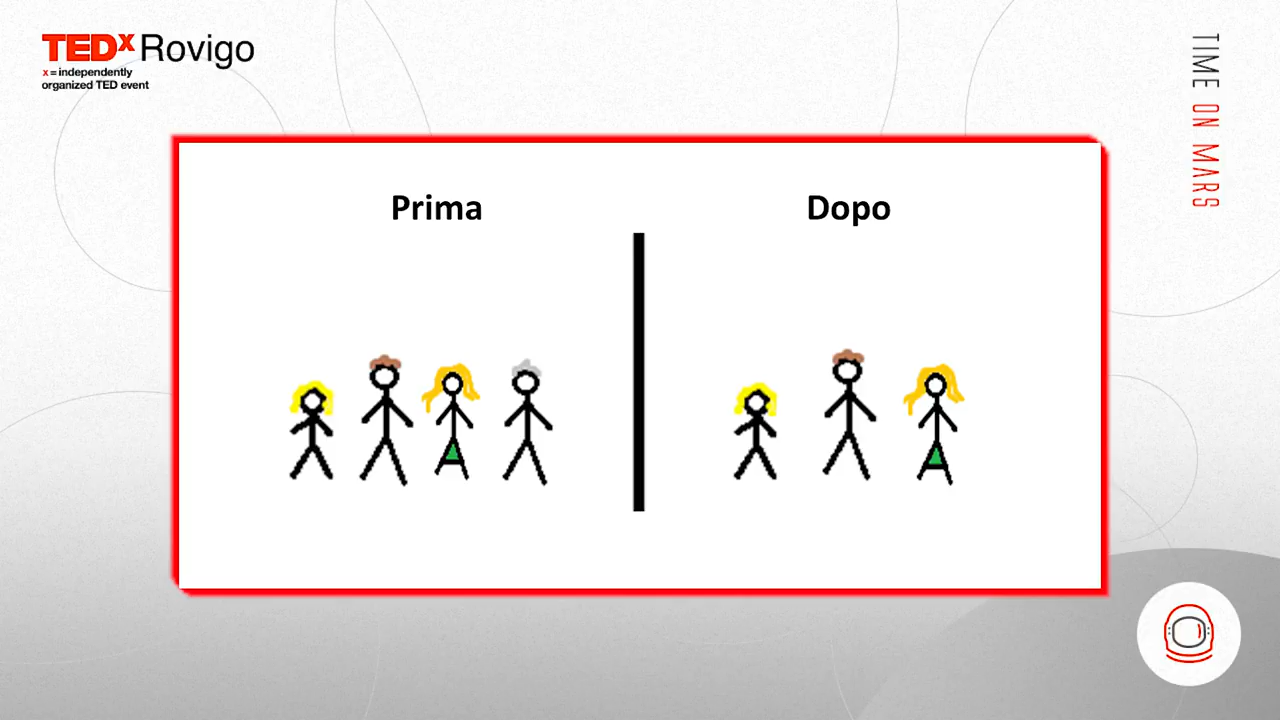 TEDx Rovigo
x = independently
organized TED event
TIME ON MARS
Prima
Dopo